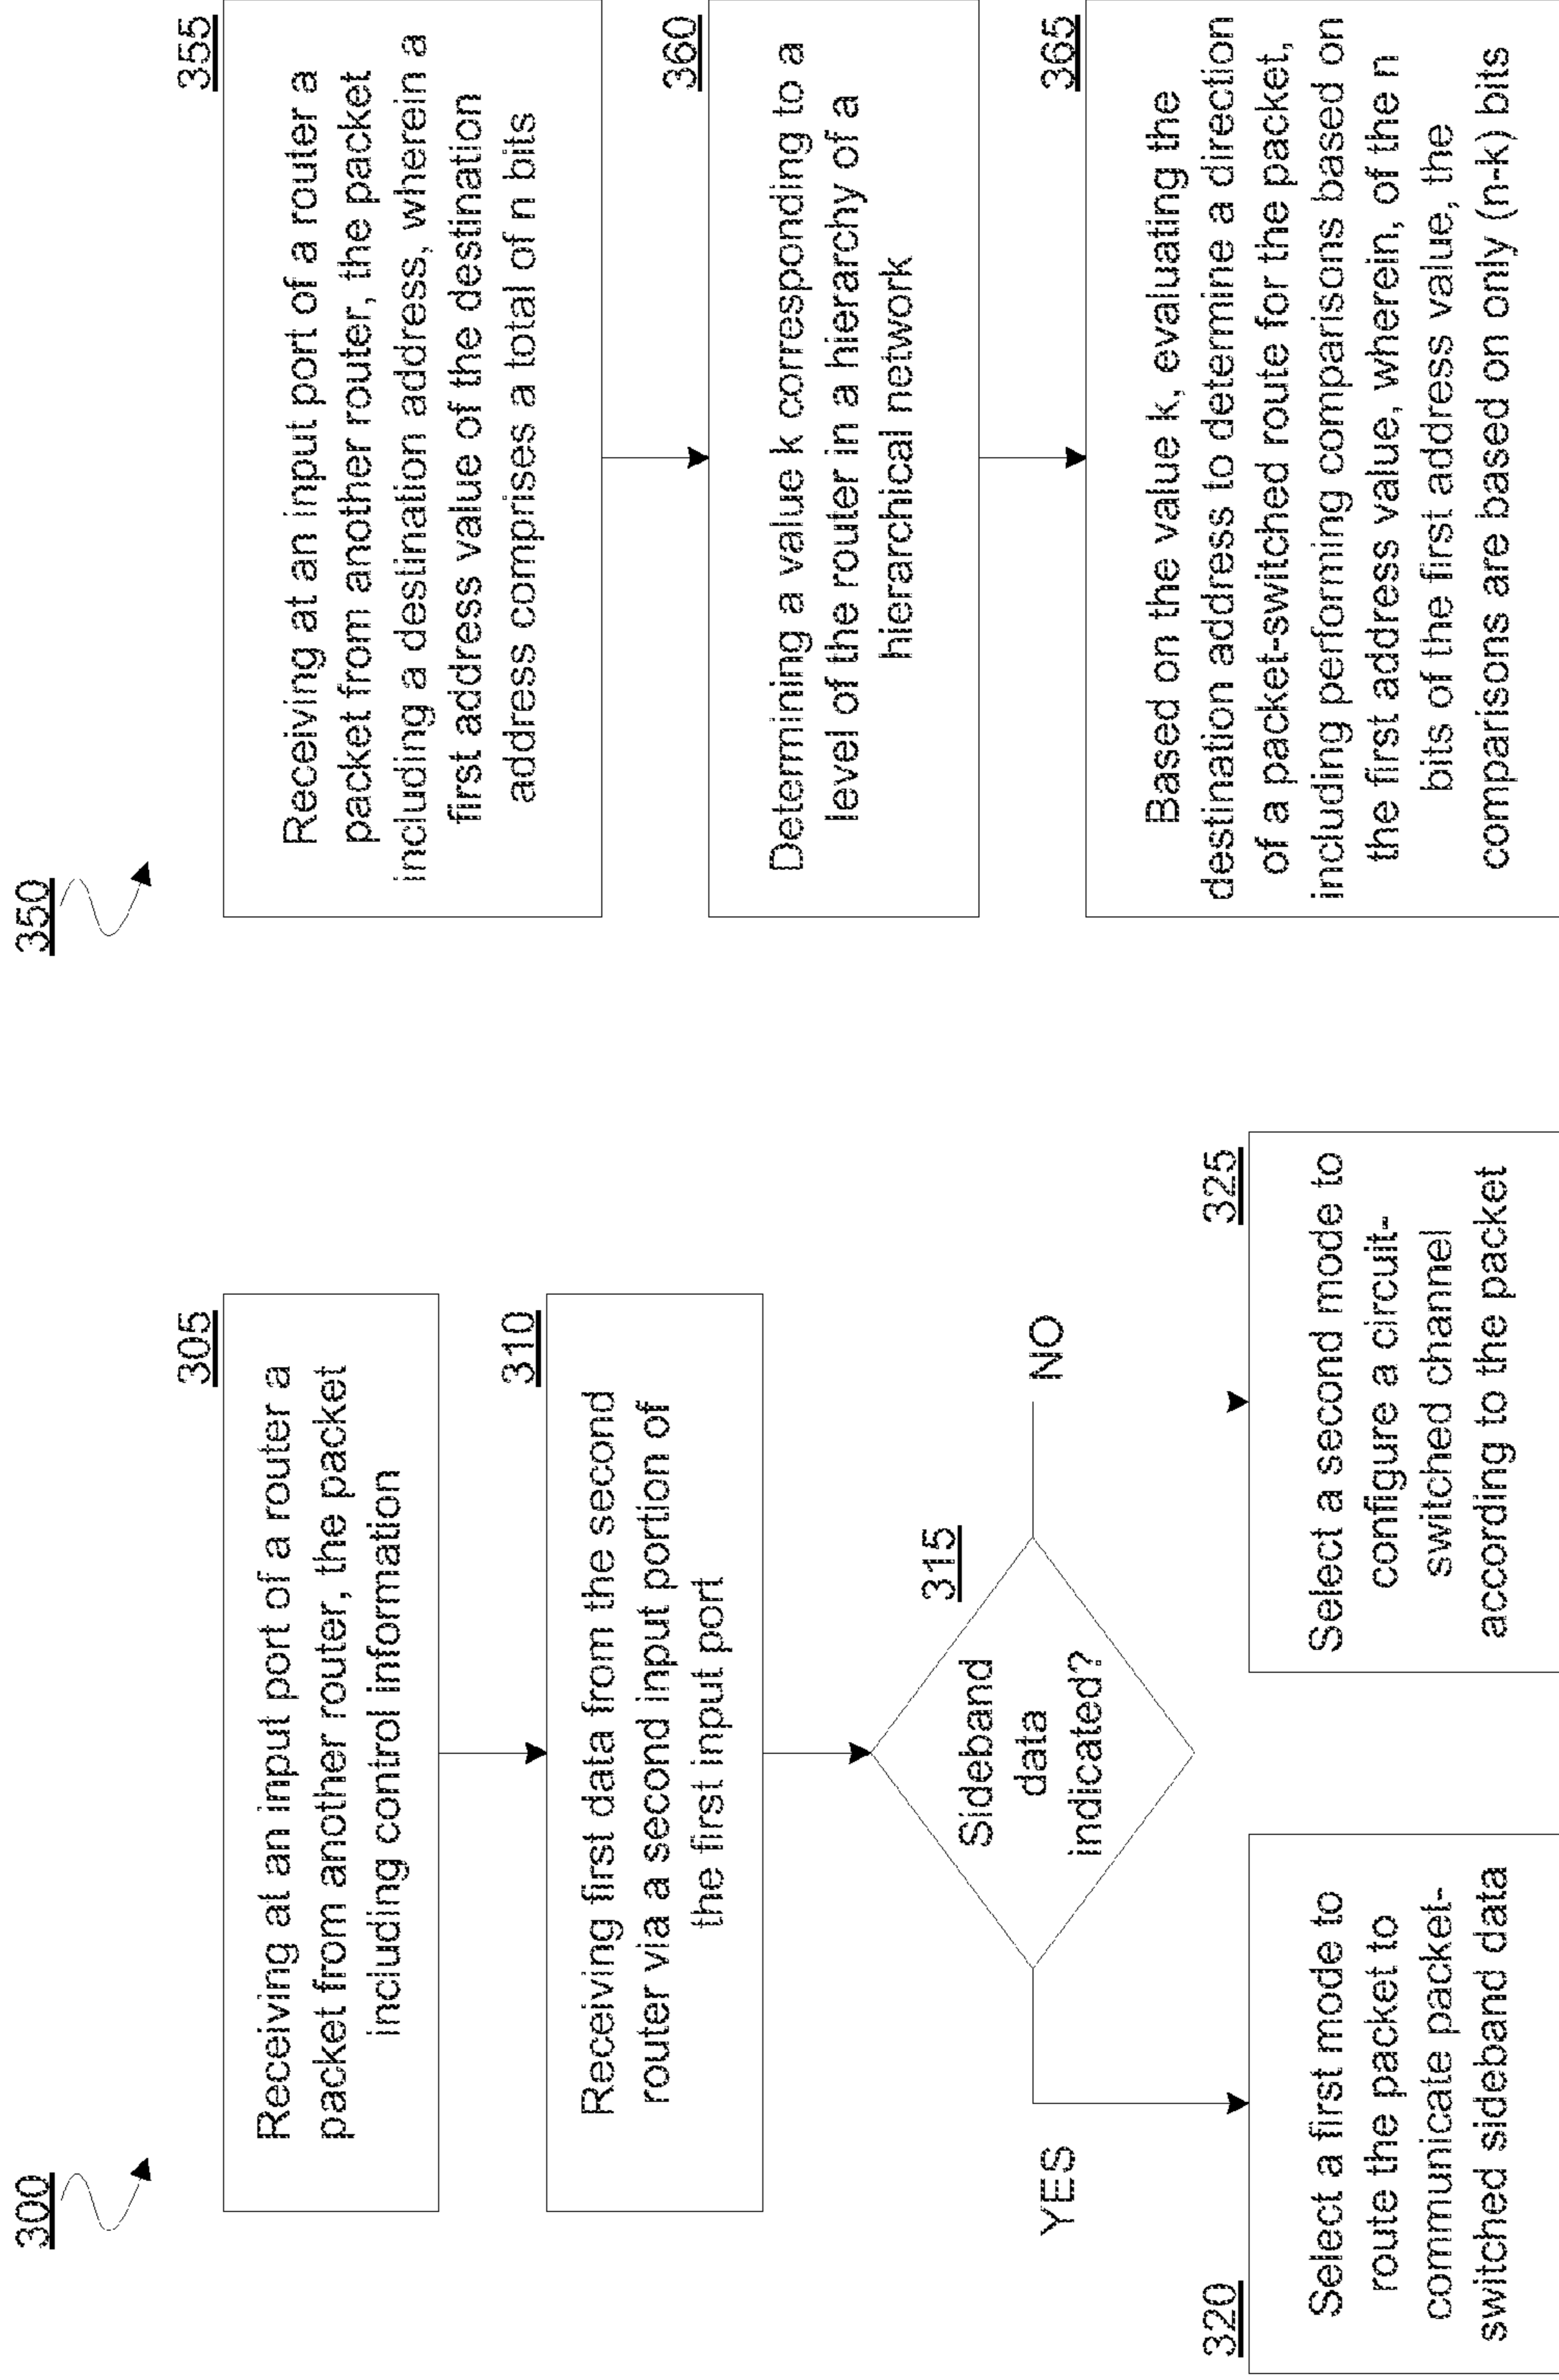 300
305
Receiving at an input port of a router a
packet from another router, the packet
including control information
310
Receiving first data from the second
router via a second input portion of
the first input port
315
Sideband
data
indicated?
YES
NO
320
Select a first mode to
route the packet to
communicate packet-
switched sideband data
325
Select a second mode to
configure a circuit-
switched channel
according to the packet
350
355
Receiving at an input port of a router a
packet from another router, the packet
including a destination address, wherein a
first address value of the destination
address comprises a total of n bits
360
Determining a value k corresponding to a
level of the router in a hierarchy of a
hierarchical network
365
Based on the value k, evaluating the
destination address to determine a direction
of a packet-switched route for the packet,
including performing comparisons based on
the first address value, wherein, of the n
bits of the first address value, the
comparisons are based on only (n-k) bits